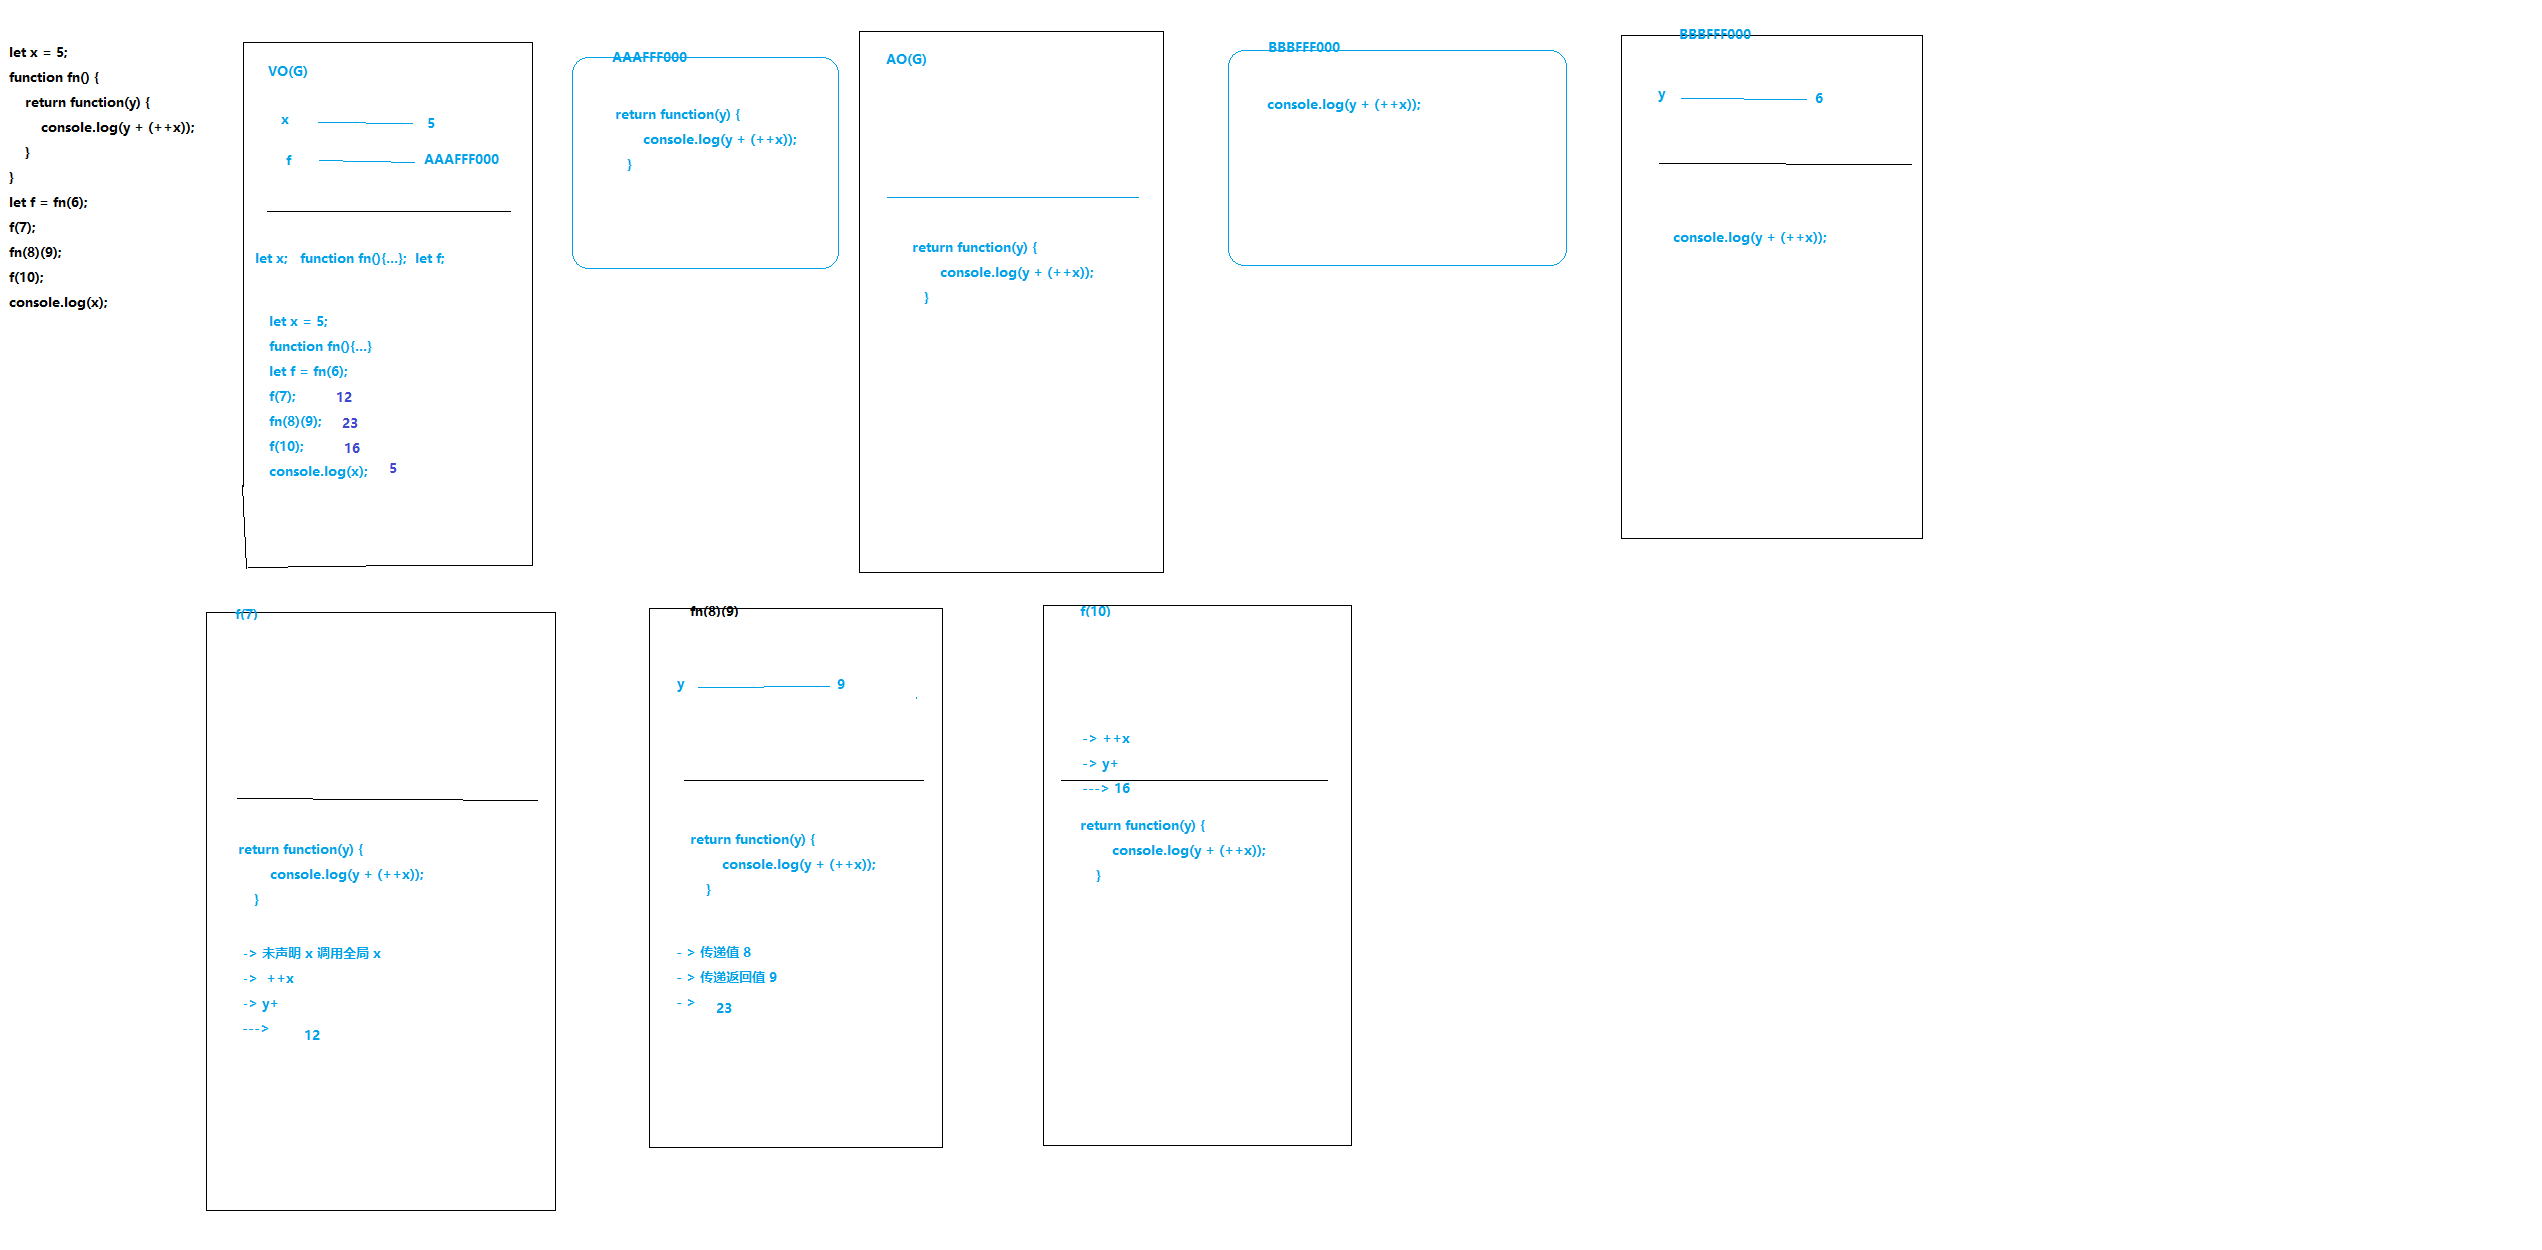 let x = 5;
function fn() {
return function(y) {
console.log(y + (++x));
}
}
let f = fn(6);
f(7);
fn(8)(9);
f(10);
console.log(x);
VO(G)
x 5
f AAAFFF000
let x; function fn(){...}; let f;
let x = 5;
function fn(){...}
let f = fn(6);
f(7); 12
fn(8)(9); 23
f(10); 16
console.log(x); 5
AAAFFF000
return function(y) {
console.log(y + (++x));
}
AO(G)
return function(y) {
console.log(y + (++x));
}
BBBFFF000
console.log(y + (++x));
BBBFFF000
y 6
console.log(y + (++x));
f(7)
return function(y) {
console.log(y + (++x));
}
-> 未声明 x 调用全局 x
-> ++x
-> y+
---> 12
fn(8)(9)
y 9
return function(y) {
console.log(y + (++x));
}
- > 传递值 8
- > 传递返回值 9
- > 23
f(10)
-> ++x
-> y+
---> 16
return function(y) {
console.log(y + (++x));
}